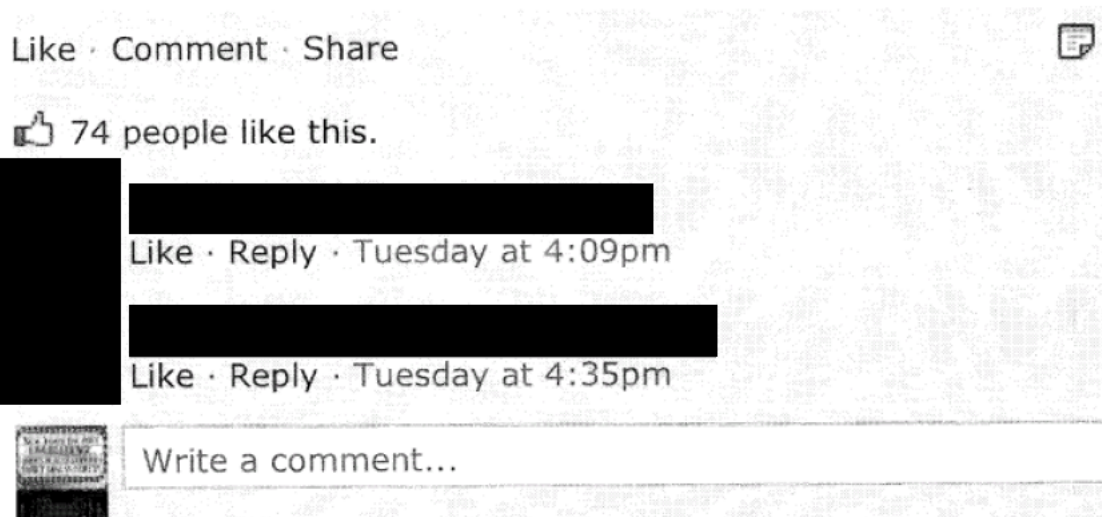 Like · Comment · Share
74 people like this.
Like · Reply · Tuesday at 4:09pm
Like · Reply · Tuesday at 4:35pm
Write a comment...